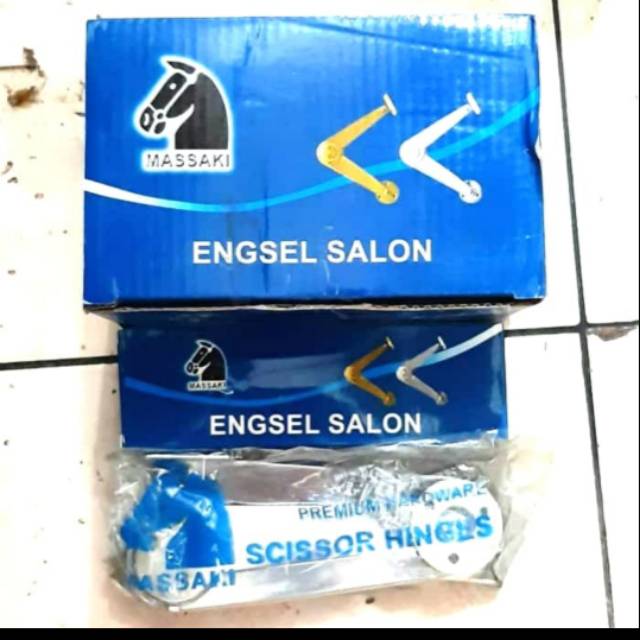 MASSAKI
ENGSEL SALON
MASSAKI
ENGSEL SALON
PREMIUM HARDWARE
SCISSOR HINGES
MASSAKI